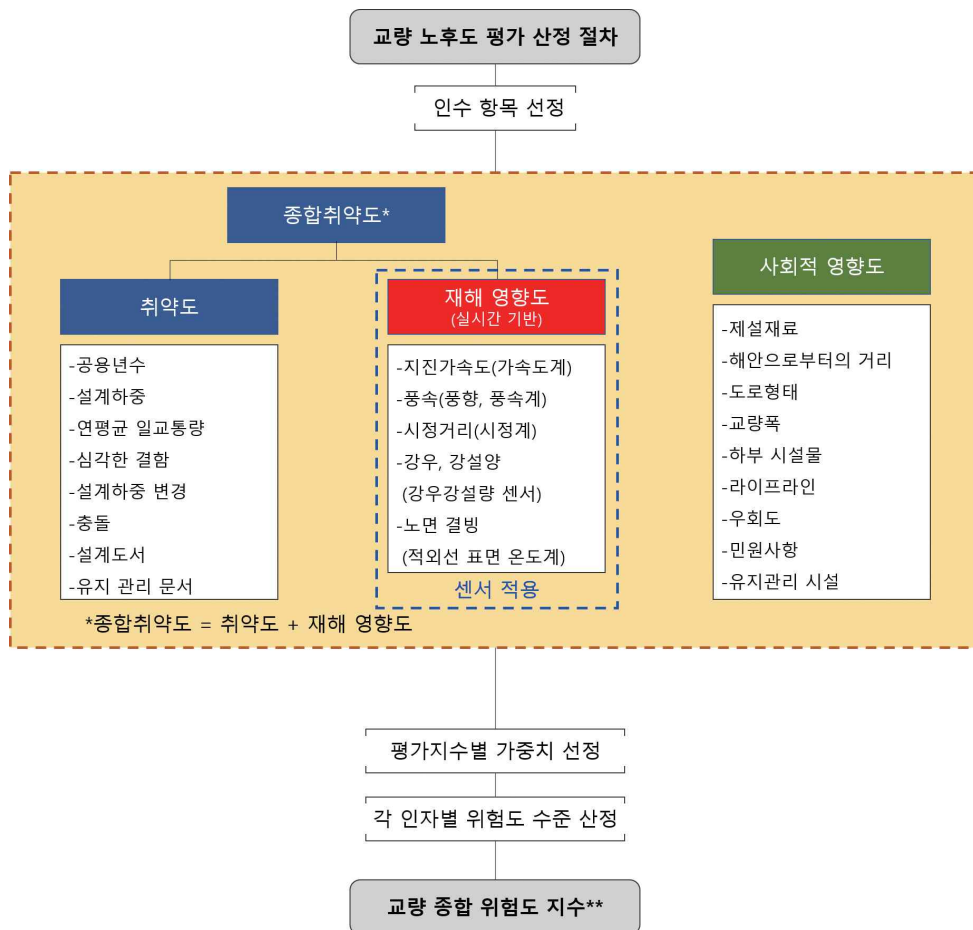 교량 노후도 평가 산정 절차
인수 항목 선정
종합취약도*
취약도
-공용년수
-설계하중
-연평균 일교통량
-심각한 결함
-설계하중 변경
-충돌
-설계도서
-유지 관리 문서
재해 영향도
(실시간 기반)
-지진가속도(가속도계)
-풍속(풍향, 풍속계)
-시정거리(시정계)
-강우, 강설양
(강우강설량 센서)
-노면 결빙
(적외선 표면 온도계)
센서 적용
사회적 영향도
-제설재료
-해안으로부터의 거리
-도로형태
-교량폭
-하부 시설물
-라이프라인
-우회도
-민원사항
-유지관리 시설
*종합취약도 = 취약도 + 재해 영향도
평가지수별 가중치 선정
각 인자별 위험도 수준 산정
교량 종합 위험도 지수**